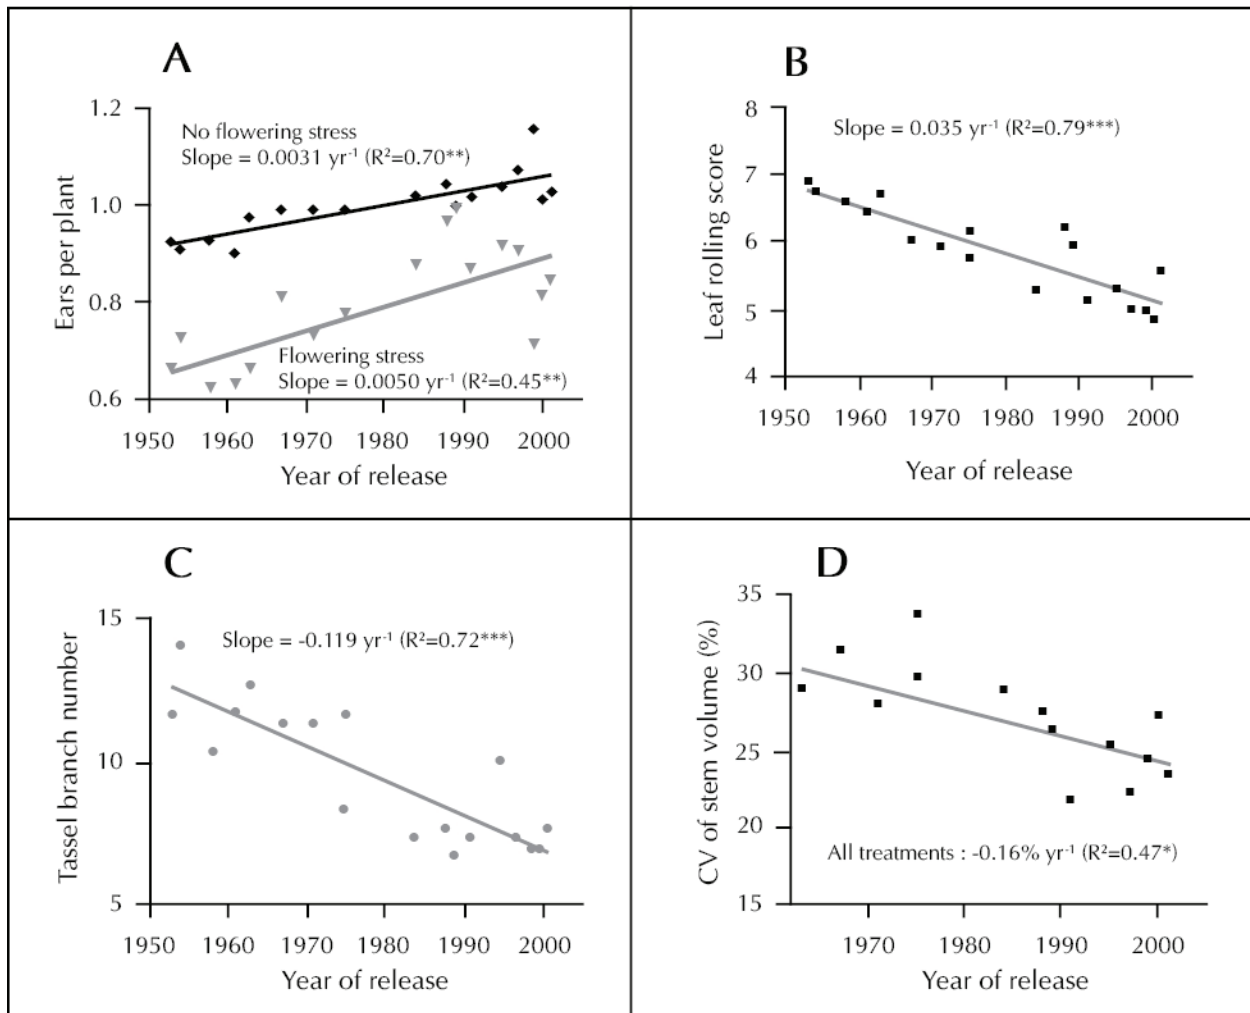 A
1.2
1.0
0.8
0.6
Ears per plant
No flowering stress
Slope = 0.0031 yr⁻¹ (R²=0.70**)
Flowering stress
Slope = 0.0050 yr⁻¹ (R²=0.45**)
1950 1960 1970 1980 1990 2000
Year of release
B
8
7
6
5
4
Leaf rolling score
Slope = 0.035 yr⁻¹ (R²=0.79***)
1950 1960 1970 1980 1990 2000
Year of release
C
15
10
5
Tassel branch number
Slope = -0.119 yr⁻¹ (R²=0.72***)
1950 1960 1970 1980 1990 2000
Year of release
D
35
30
25
20
15
CV of stem volume (%)
All treatments : -0.16% yr⁻¹ (R²=0.47*)
1970 1980 1990 2000
Year of release